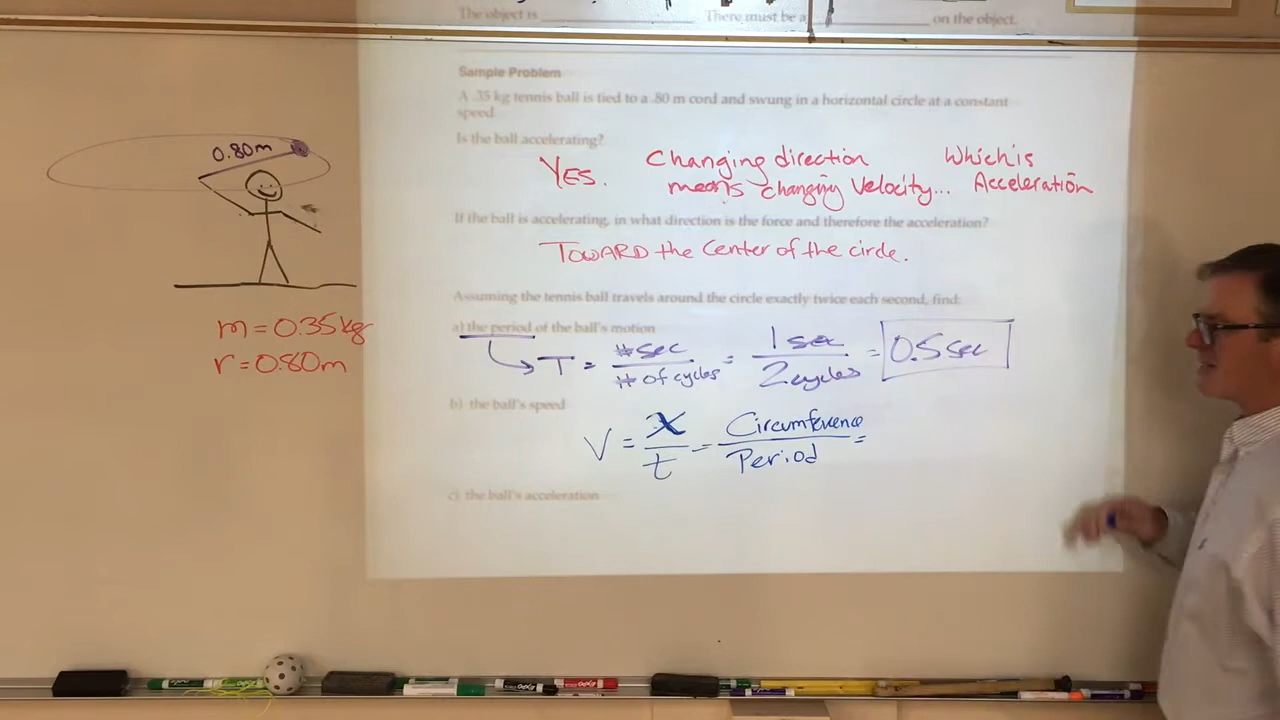 The object is ____________ There must be a ____________ on the object.
Sample Problem
A .35 kg tennis ball is tied to a .80 m cord and swung in a horizontal circle at a constant
speed.
Is the ball accelerating?
YES. Changing direction Which is
means changing Velocity... Acceleration
If the ball is accelerating, in what direction is the force and therefore the acceleration?
TOWARD the Center of the circle.
Assuming the tennis ball travels around the circle exactly twice each second, find:
a) the period of the ball's motion
T = #sec / # of cycles = 1 sec / 2 cycles = 0.5 sec
b) the ball's speed
V = x / t = Circumference / Period =
c) the ball's acceleration
0.80m
m = 0.35 kg
r = 0.80m
EXPO